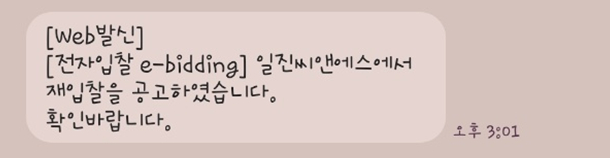 [Web발신]
[전자입찰 e-bidding] 일진씨앤에스에서
재입찰을 공고하였습니다.
확인바랍니다.
오후 3:01